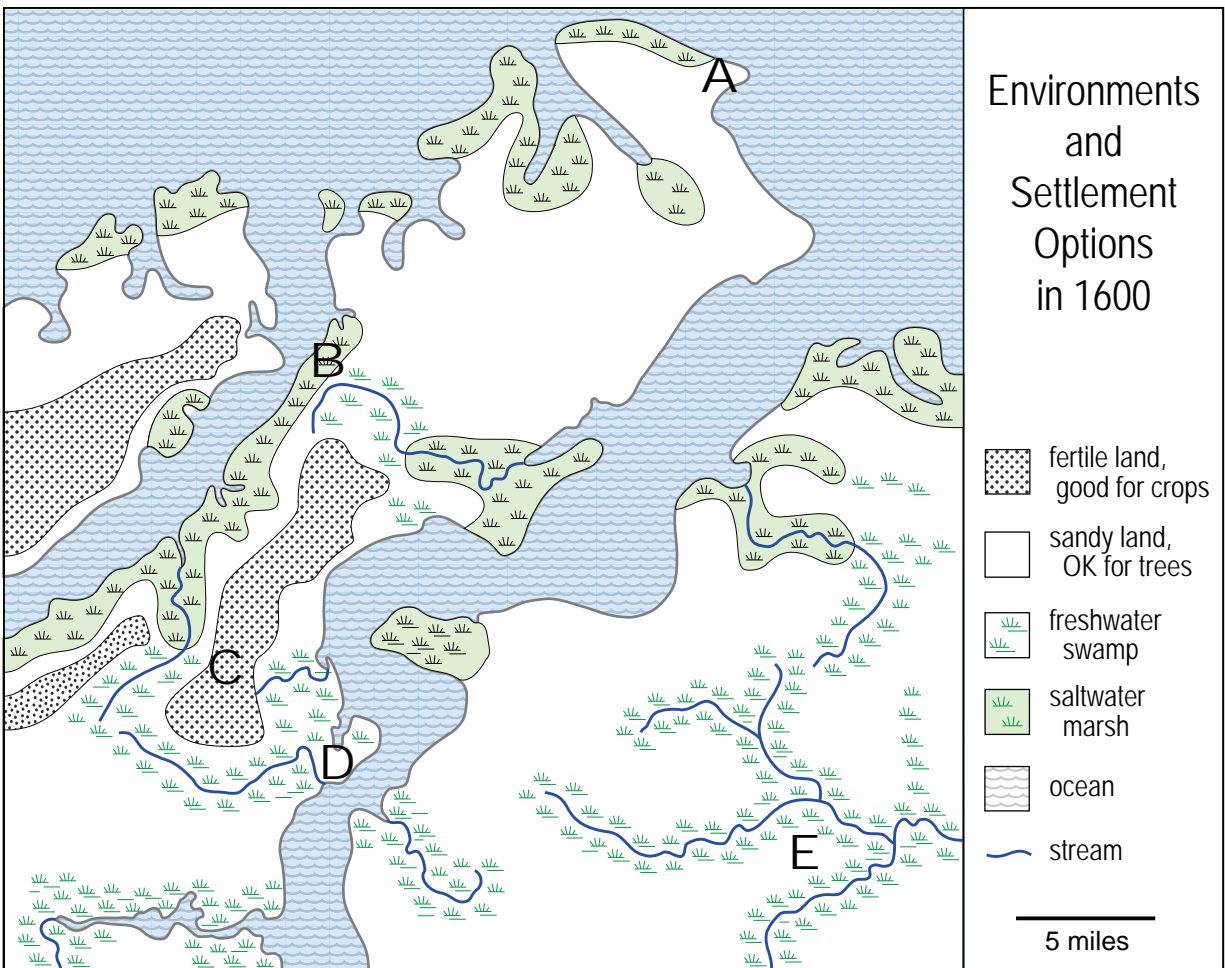 Environments
and
Settlement
Options
in 1600
A
B
C
D
E
fertile land,
good for crops
sandy land,
OK for trees
freshwater
swamp
saltwater
marsh
ocean
stream
5 miles